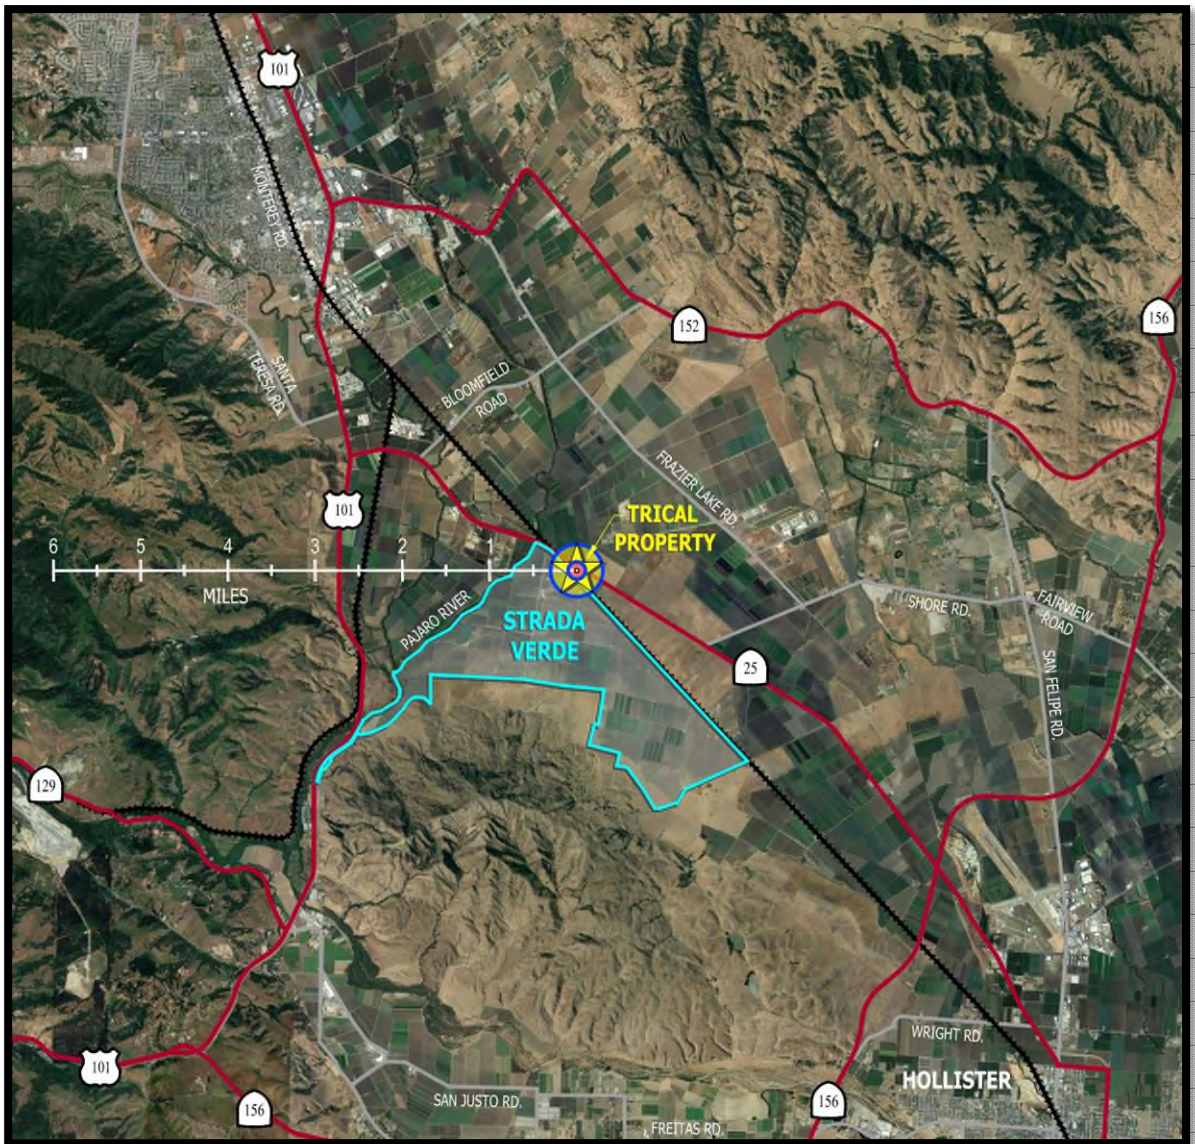 101
MONTEREY RD.
152
156
SANTA
TERESA RD.
BLOOMFIELD
ROAD
FRAZIER LAKE RD.
101
TRICAL
PROPERTY
6 5 4 3 2 1
MILES
PAJARO RIVER
STRADA
VERDE
SHORE RD.
FAIRVIEW
ROAD
SAN FELIPE RD.
25
129
WRIGHT RD.
HOLLISTER
101
156
SAN JUSTO RD.
156
FREITAS RD.